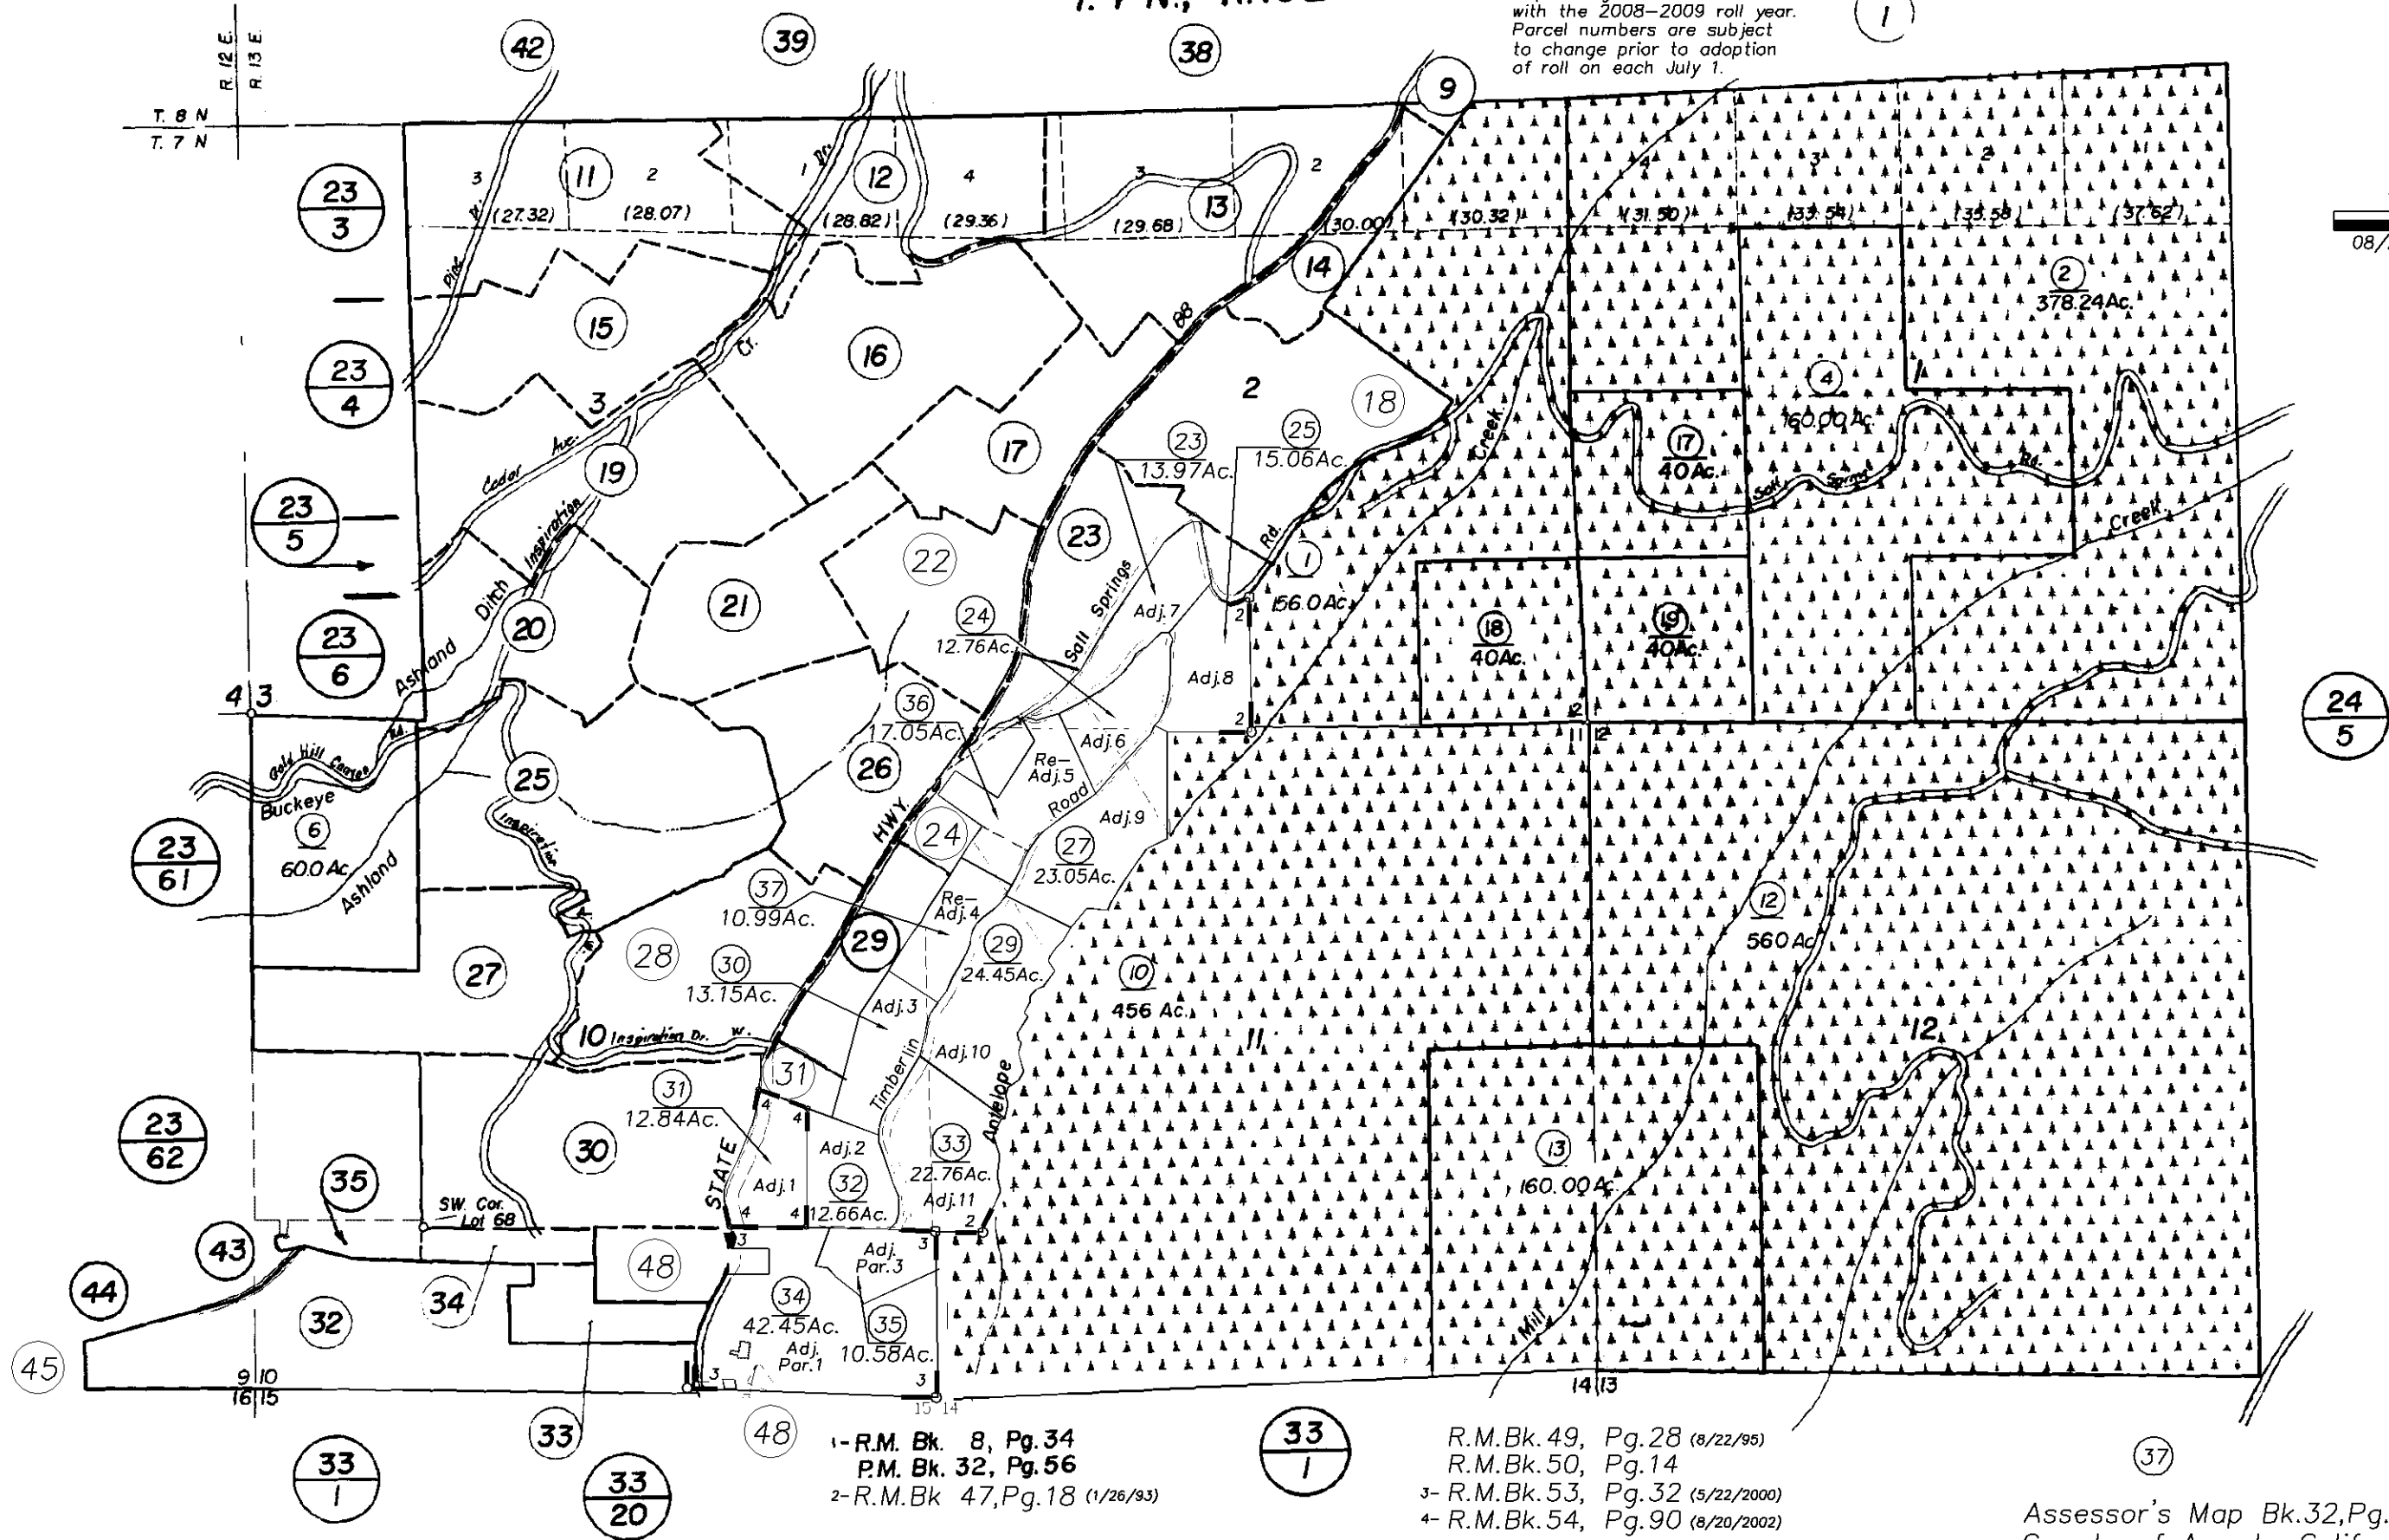 with the 2008-2009 roll year.
Parcel numbers are subject
to change prior to adoption
of roll on each July 1.
1
R. 12 E.
R. 13 E.
T. 8 N
T. 7 N
42
39
38
9
23
3
3
11
2
1
Dr.
12
4
3
13
2
4
3
2
1
(27.32)
(28.07)
(28.82)
(29.36)
(29.68)
(30.00)
(30.32)
(31.50)
(33.54)
(35.58)
(37.62)
08/
14
2
378.24Ac.
Pine
15
16
88
Cr.
23
4
3
2
18
4
160.00Ac.
1
Cedar Ave.
19
17
23
13.97Ac.
25
15.06Ac.
Creek
17
40Ac.
Salt Spring Rd.
23
5
Inspiration
Ditch
22
23
Rd.
1
156.0Ac.
Creek
20
21
24
12.76Ac.
Salt Springs
Adj.7
2
18
40Ac.
19
40Ac.
23
6
Ashland
Adj.8
4 3
36
17.05Ac.
2
2
11 12
24
5
Gold Hill Rd.
Buckeye
6
60.0Ac.
25
26
Adj.6
Re-
Adj.5
Road
Adj.9
Inspiration
HWY.
24
27
23.05Ac.
23
61
Ashland
37
10.99Ac.
Re-
Adj.4
12
560Ac.
27
28
29
29
24.45Ac.
30
13.15Ac.
10
456 Ac.
Adj.3
10
Inspiration Dr. W.
11
12
Adj.10
31
31
12.84Ac.
4
4
Timberlin
Antelope
23
62
30
STATE
Adj.2
33
22.76Ac.
Adj.11
13
160.00Ac.
35
Adj.1
32
12.66Ac.
SW. Cor.
Lot 68
4
4
2
3
3
43
48
Adj.
Par.3
44
34
32
34
42.45Ac.
35
10.58Ac.
Adj.
Par.1
Mill
45
9 10
16 15
3
3
15 14
14 13
33
48
33
1
33
20
1-R.M. Bk. 8, Pg.34
P.M. Bk. 32, Pg.56
2-R.M.Bk 47,Pg.18 (1/26/93)
33
1
R.M.Bk.49, Pg.28 (8/22/95)
R.M.Bk.50, Pg.14
3- R.M.Bk.53, Pg.32 (5/22/2000)
4- R.M.Bk.54, Pg.90 (8/20/2002)
37
Assessor's Map Bk.32,Pg.